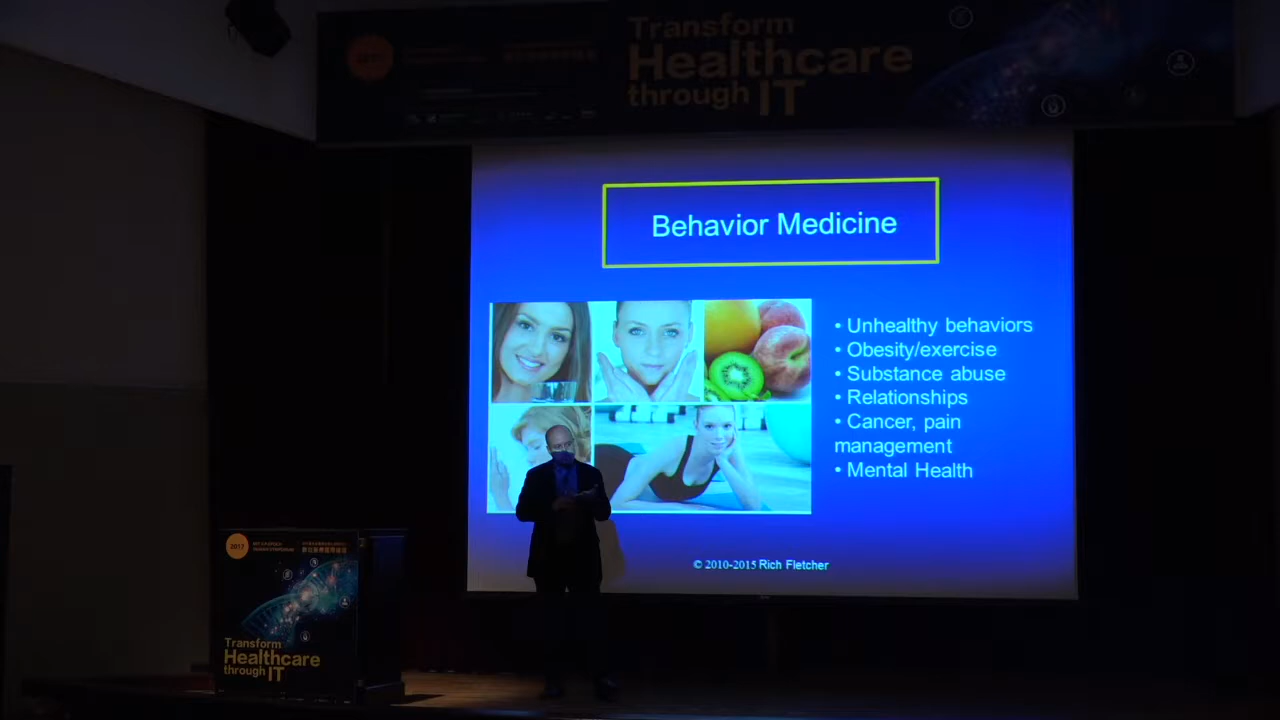 Transform
Healthcare
through IT
Behavior Medicine
• Unhealthy behaviors
• Obesity/exercise
• Substance abuse
• Relationships
• Cancer, pain
management
• Mental Health
© 2010-2015 Rich Fletcher
2017
Transform
Healthcare
through IT